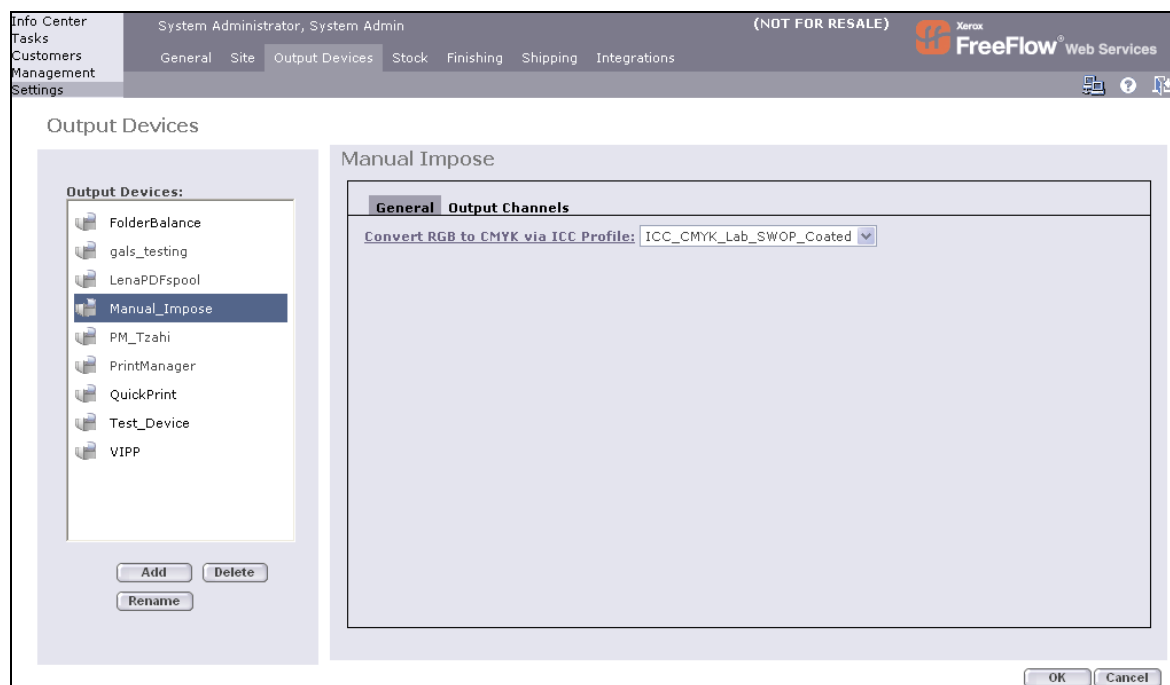 Info Center
Tasks
Customers
Management
Settings
System Administrator, System Admin
(NOT FOR RESALE)
Xerox
FreeFlow® Web Services
General Site Output Devices Stock Finishing Shipping Integrations
Output Devices
Output Devices:
FolderBalance
gals_testing
LenaPDFspool
Manual_Impose
PM_Tzahi
PrintManager
QuickPrint
Test_Device
VIPP
Add Delete
Rename
Manual Impose
General Output Channels
Convert RGB to CMYK via ICC Profile: ICC_CMYK_Lab_SWOP_Coated
OK Cancel